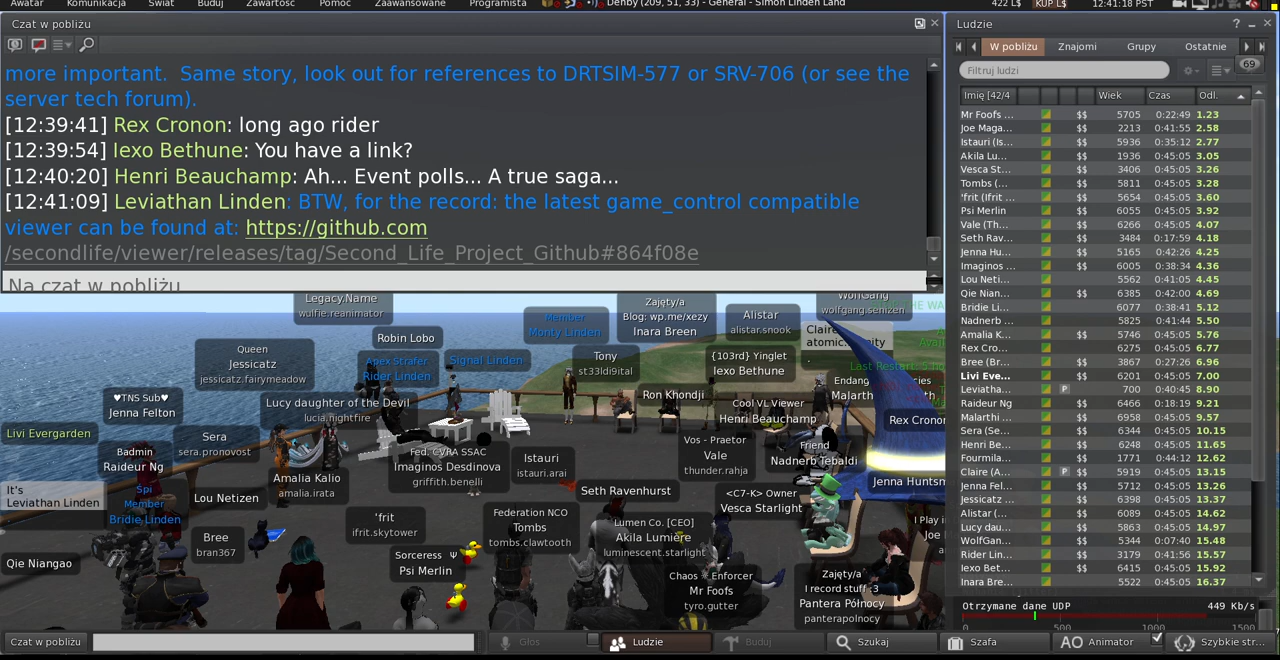 Awatar Komunikacja Świat Buduj Zawartość Pomoc Zaawansowane Programista Denby (209, 51, 33) - General - Simon Linden Land 422 L$ KUP L$ 12:41:18 PST
Czat w pobliżu
more important.  Same story, look out for references to DRTSIM-577 or SRV-706 (or see the
server tech forum).
[12:39:41] Rex Cronon: long ago rider
[12:39:54] Iexo Bethune: You have a link?
[12:40:20] Henri Beauchamp: Ah... Event polls... A true saga...
[12:41:09] Leviathan Linden: BTW, for the record: the latest game_control compatible
viewer can be found at: https://github.com
/secondlife/viewer/releases/tag/Second_Life_Project_Github#864f08e
Na czat w pobliżu
Legacy.Name
wulfie.reanimator
Robin Lobo
Member
Monty Linden
Zajęty/a
Blog: wp.me/xezy
Inara Breen
Alistar
alistar.snook
WolfGang
wolfgang.senizen
Queen
Jessicatz
jessicatz.fairymeadow
Apex Strafer
Rider Linden
Signal Linden
Tony
st33ldi9ital
{103rd} Yinglet
Iexo Bethune
♥TNS Sub♥
Jenna Felton
Lucy daughter of the Devil
lucia.nightfire
Ron Khondji
Cool VL Viewer
Henri Beauchamp
Rex Cronon
Livi Evergarden
Sera
sera.pronovost
Badmin
Raideur Ng
Fed. CYRA SSAC
Imaginos Desdinova
griffith.benelli
Istauri
istauri.arai
Vos - Praetor
Vale
thunder.rahja
Friend
Nadnerb Tebaldi
It's
Leviathan Linden
Spi
Member
Bridie Linden
Lou Netizen
Amalia Kalio
amalia.irata
Seth Ravenhurst
<C7-K> Owner
Vesca Starlight
Jenna Huntsm
Bree
bran367
'frit
ifrit.skytower
Federation NCO
Tombs
tombs.clawtooth
Lumen Co. [CEO]
Akila Lumière
luminescent.starlight
I Play i
Joe
Qie Niangao
Sorceress Ψ
Psi Merlin
Chaos Enforcer
Mr Foofs
tyro.gutter
Zajęty/a
I record stuff :3
Pantera Północy
panterapolnocy
Ludzie
W pobliżu Znajomi Grupy Ostatnie
Filtruj ludzi
69
Imię [42/4 Wiek Czas Odl.
Mr Foofs ... $$ 5705 0:22:49 1.23
Joe Maga... $$ 2213 0:41:55 2.58
Istauri (Is... $$ 5936 0:35:12 2.77
Akila Lu... $$ 1936 0:45:05 3.05
Vesca St... $$ 3406 0:45:05 3.26
Tombs (... $$ 5811 0:45:05 3.28
'frit (Ifrit ... $$ 5654 0:45:05 3.60
Psi Merlin $$ 6055 0:45:05 3.92
Vale (Th... $$ 6266 0:45:05 4.07
Seth Rav... $$ 3484 0:17:59 4.18
Jenna Hu... $$ 5165 0:42:26 4.25
Imaginos ... $$ 6005 0:38:34 4.36
Lou Neti... 5562 0:41:05 4.45
Qie Nian... $$ 6385 0:42:00 4.69
Bridie Li... 6077 0:38:41 5.12
Nadnerb ... 5825 0:41:44 5.50
Amalia K... $$ 5746 0:45:05 5.76
Rex Cro... 6275 0:45:05 6.77
Bree (Br... $$ 3867 0:27:26 6.96
Livi Eve... $$ 6201 0:45:05 7.00
Leviatha... P 700 0:40:45 8.90
Raideur Ng $$ 6466 0:18:19 9.21
Malarthi ... $$ 6958 0:45:05 9.57
Sera (Se... $$ 6344 0:45:05 10.15
Henri Be... $$ 6248 0:45:05 11.65
Fourmila... $$ 1771 0:44:12 12.62
Claire (A... P $$ 5919 0:45:05 13.15
Jenna Fel... $$ 5712 0:45:05 13.26
Jessicatz ... $$ 6398 0:45:05 13.37
Alistar (... $$ 6089 0:45:05 14.62
Lucy dau... $$ 5863 0:45:05 14.97
WolfGan... $$ 5344 0:07:40 15.48
Rider Lin... $$ 3179 0:41:56 15.57
Iexo Bet... $$ 6415 0:45:05 15.92
Inara Bre... 5522 0:45:05 16.37
Otrzymane dane UDP 449 Kb/s
0 500 1000 1500
Czat w pobliżu Głos Ludzie Buduj Szukaj Szafa AO Animator Szybkie str...